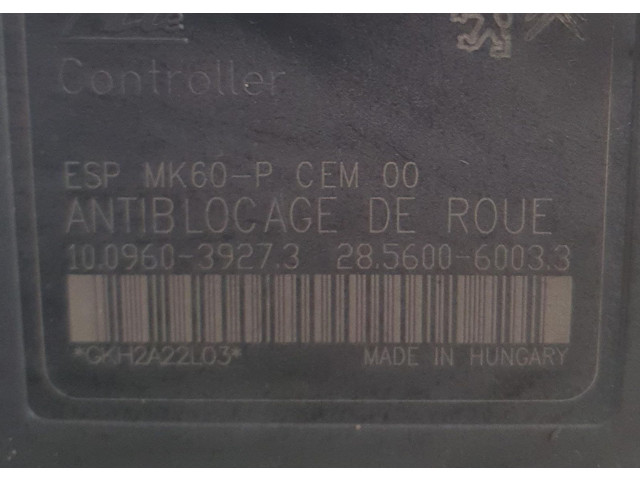 Controller
ESP MK60-P CEM 00
ANTIBLOCAGE DE ROUE
10.0960-3927.3 28.5600-6003.3
*GKH2A22L03* MADE IN HUNGARY